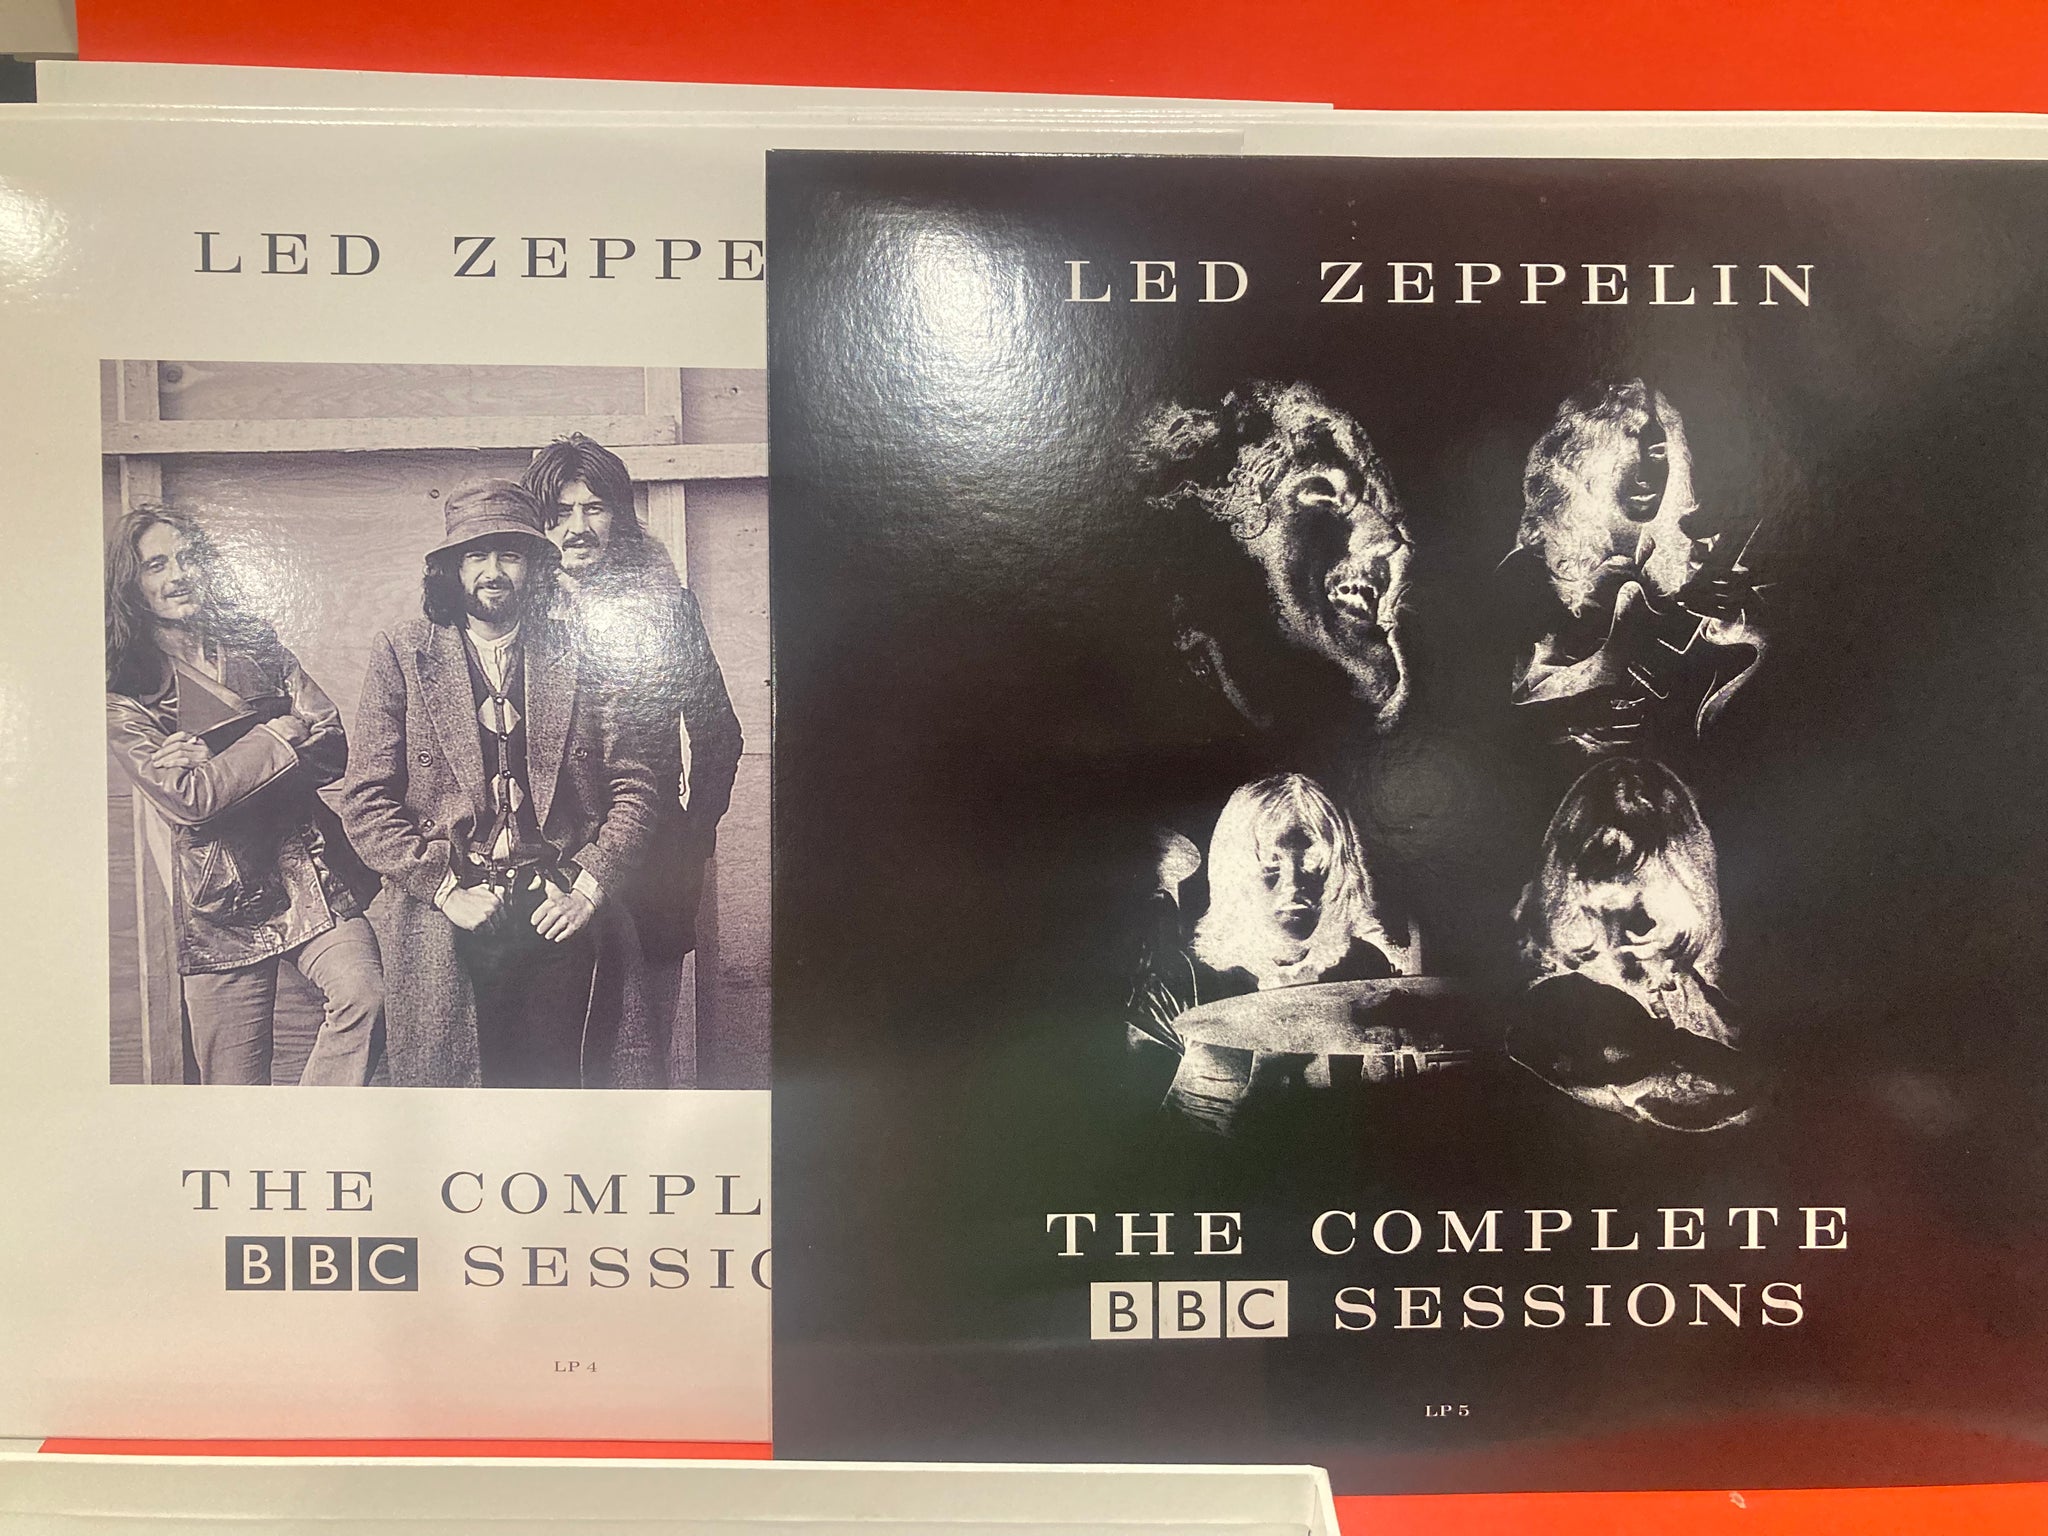 LED ZEPPE
THE COMPL
BBC SESSIO
LP 4
LED ZEPPELIN
THE COMPLETE
BBC SESSIONS
LP 5